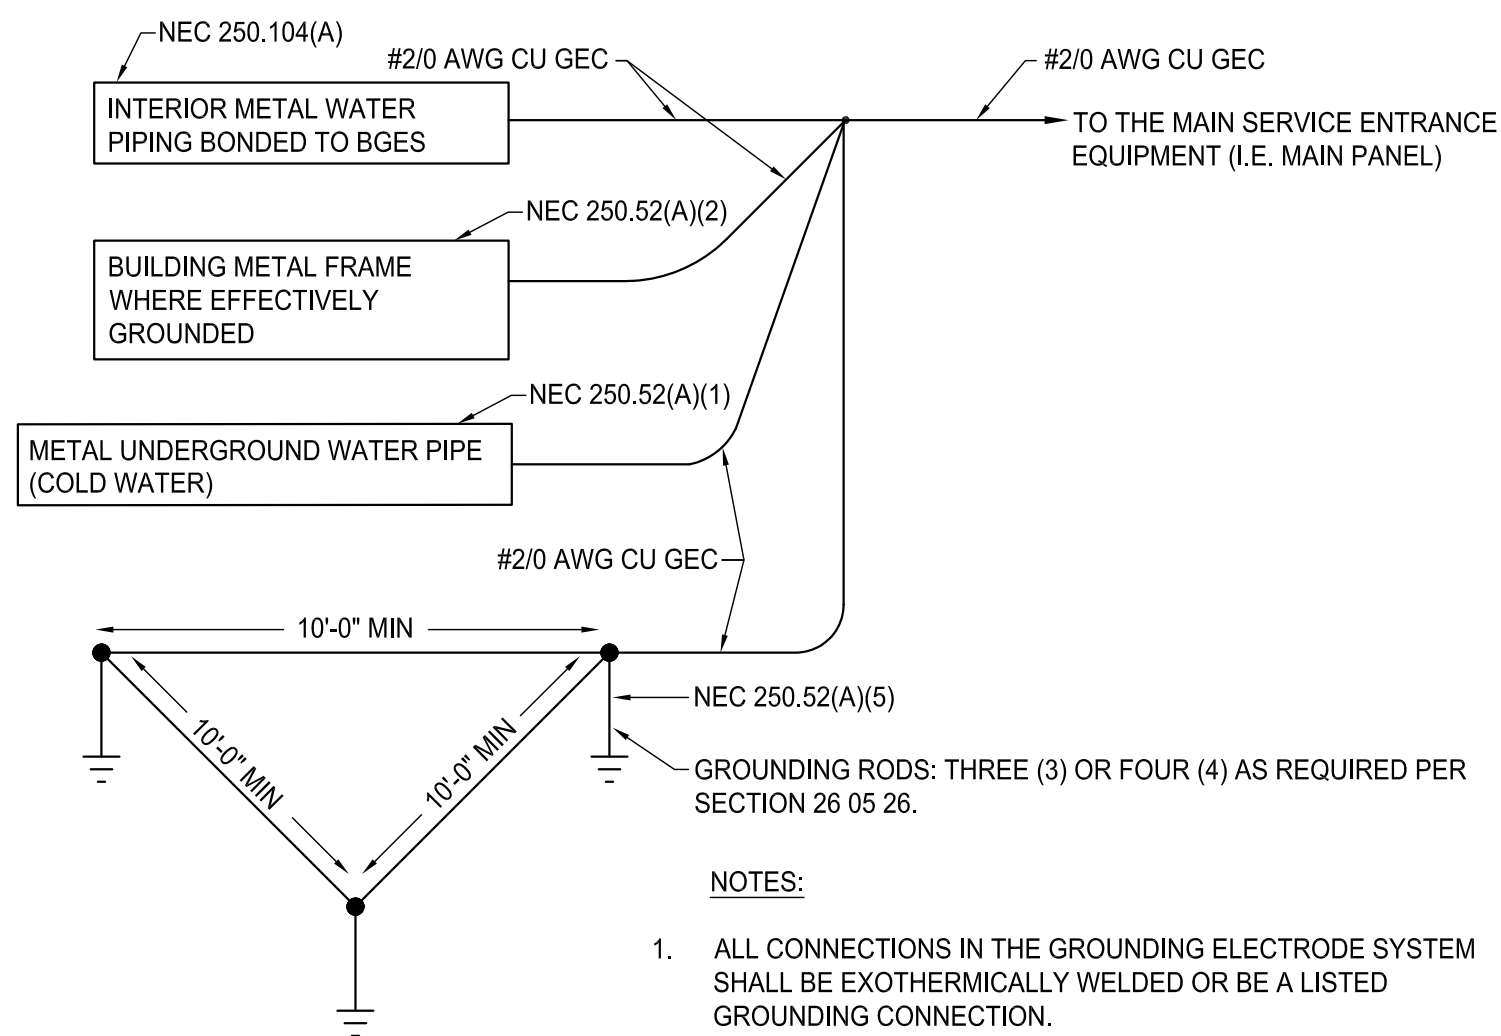 NEC 250.104(A)
#2/0 AWG CU GEC
#2/0 AWG CU GEC
INTERIOR METAL WATER
PIPING BONDED TO BGES
TO THE MAIN SERVICE ENTRANCE
EQUIPMENT (I.E. MAIN PANEL)
NEC 250.52(A)(2)
BUILDING METAL FRAME
WHERE EFFECTIVELY
GROUNDED
NEC 250.52(A)(1)
METAL UNDERGROUND WATER PIPE
(COLD WATER)
#2/0 AWG CU GEC
10'-0" MIN
NEC 250.52(A)(5)
10'-0" MIN
10'-0" MIN
GROUNDING RODS: THREE (3) OR FOUR (4) AS REQUIRED PER
SECTION 26 05 26.
NOTES:
1. ALL CONNECTIONS IN THE GROUNDING ELECTRODE SYSTEM
SHALL BE EXOTHERMICALLY WELDED OR BE A LISTED
GROUNDING CONNECTION.